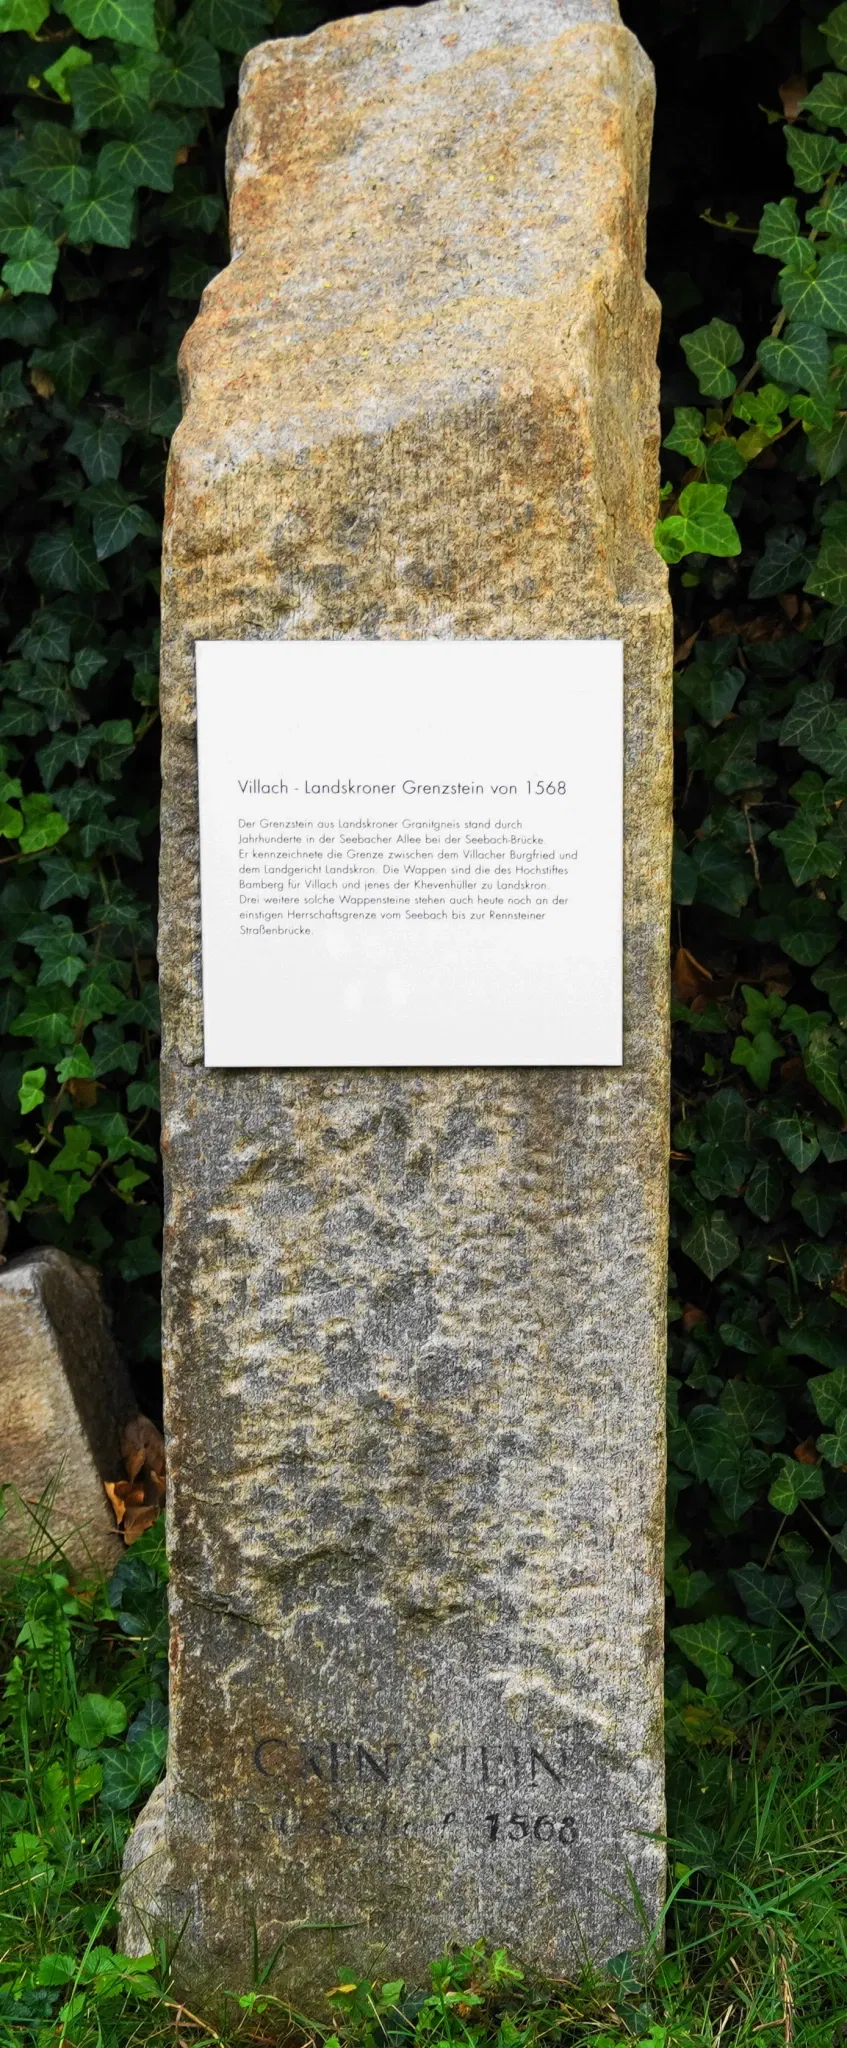 Villach - Landskroner Grenzstein von 1568
Der Grenzstein aus Landskroner Granitgneis stand durch
Jahrhunderte in der Seebacher Allee bei der Seebach-Brücke.
Er kennzeichnete die Grenze zwischen dem Villacher Burgfried und
dem Landgericht Landskron. Die Wappen sind die des Hochstiftes
Bamberg für Villach und jenes der Khevenhüller zu Landskron.
Drei weitere solche Wappensteine stehen auch heute noch an der
einstigen Herrschaftsgrenze vom Seebach bis zur Rennsteiner
Straßenbrücke.
GRENZSTEIN
1568